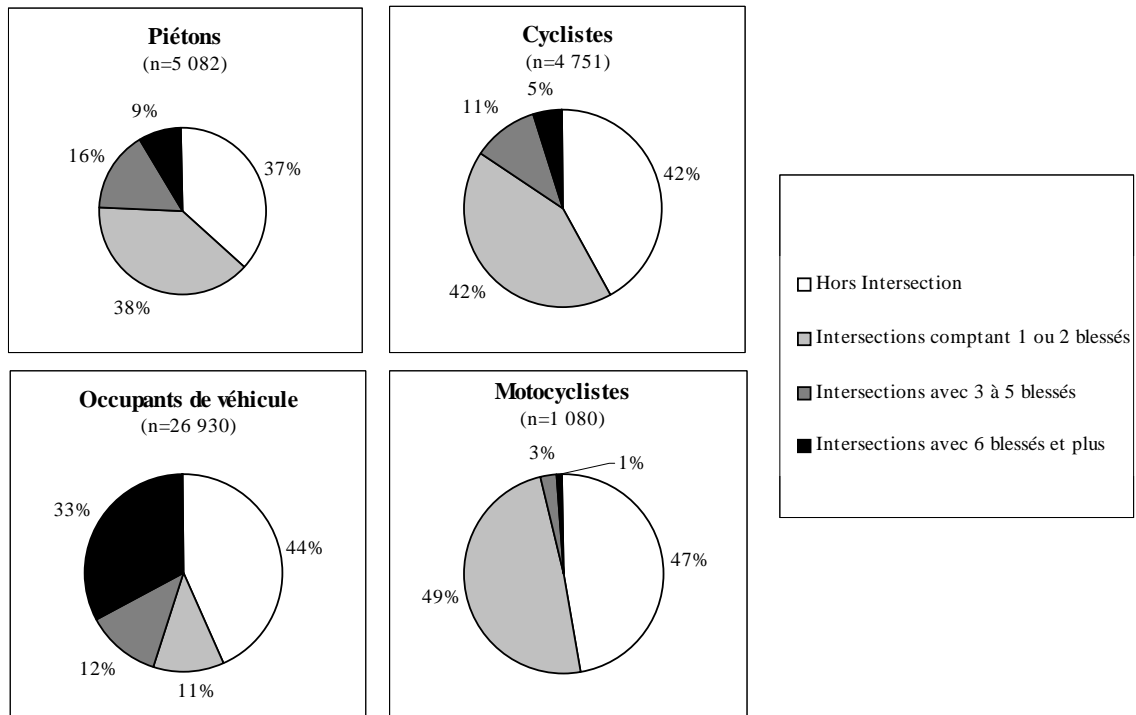 Piétons
(n=5 082)
9%
16%
37%
38%
Cyclistes
(n=4 751)
5%
11%
42%
42%
Occupants de véhicule
(n=26 930)
33%
44%
12%
11%
Motocyclistes
(n=1 080)
3%
1%
47%
49%
Hors Intersection
Intersections comptant 1 ou 2 blessés
Intersections avec 3 à 5 blessés
Intersections avec 6 blessés et plus